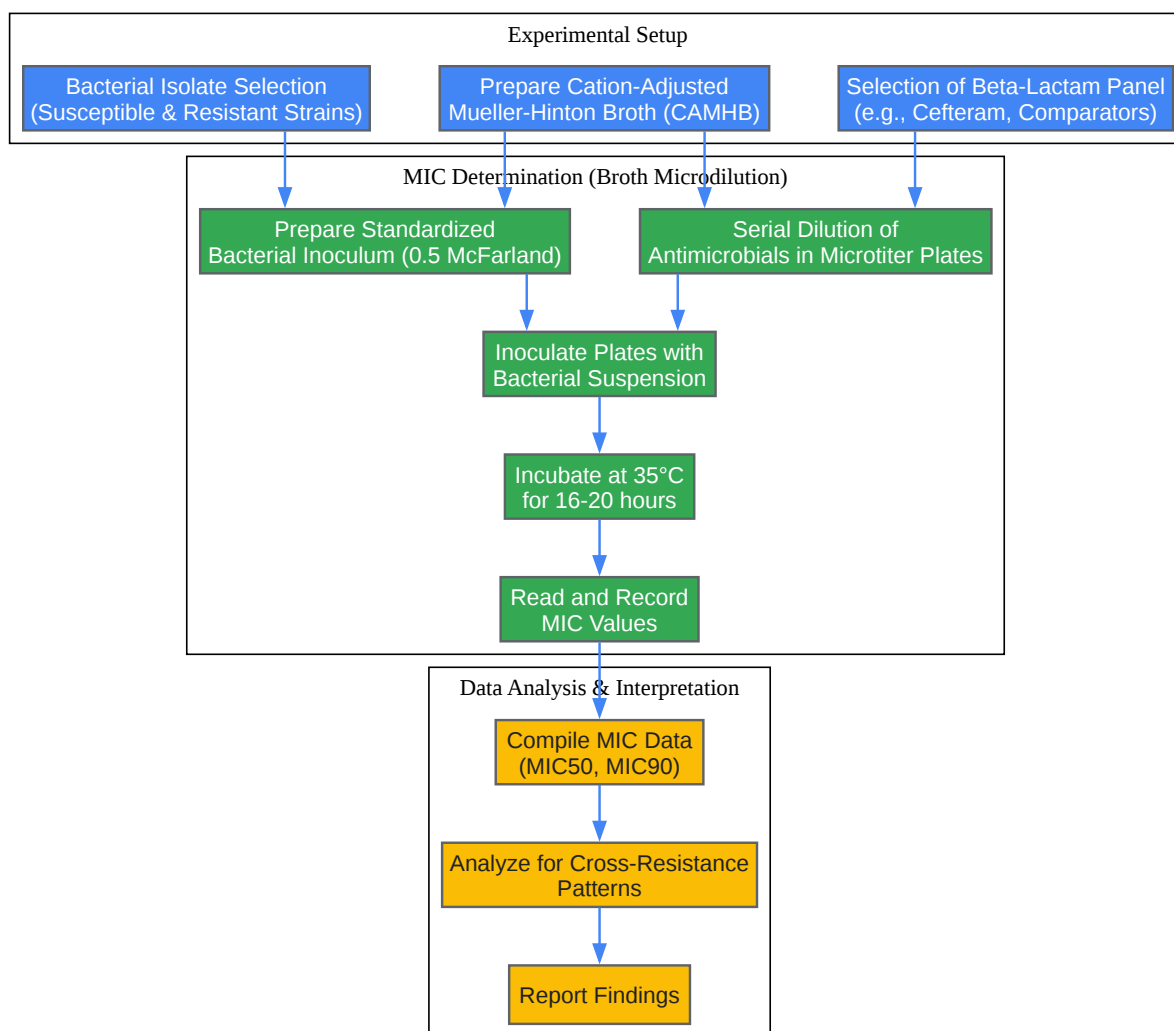 Experimental Setup
Bacterial Isolate Selection
(Susceptible & Resistant Strains)
Prepare Cation-Adjusted
Mueller-Hinton Broth (CAMHB)
Selection of Beta-Lactam Panel
(e.g., Cefteram, Comparators)
MIC Determination (Broth Microdilution)
Prepare Standardized
Bacterial Inoculum (0.5 McFarland)
Serial Dilution of
Antimicrobials in Microtiter Plates
Inoculate Plates with
Bacterial Suspension
Incubate at 35°C
for 16-20 hours
Read and Record
MIC Values
Data Analysis & Interpretation
Compile MIC Data
(MIC50, MIC90)
Analyze for Cross-Resistance
Patterns
Report Findings